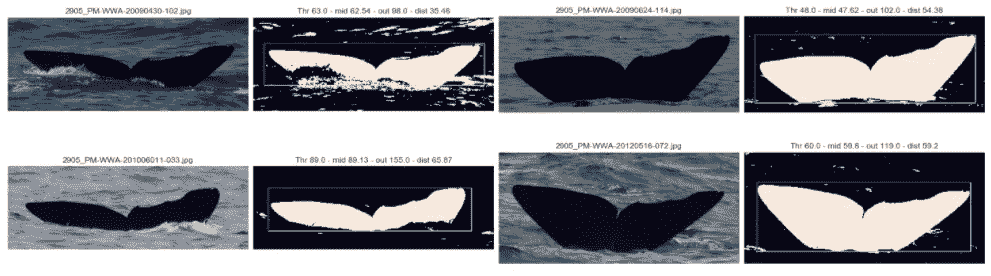 2905_PM-WWA-20090430-102.jpg
Thr 63.0 - mid 62.54 - out 98.0 - dist 35.46
2905_PM-WWA-20090624-114.jpg
Thr 48.0 - mid 47.62 - out 102.0 - dist 54.38
2905_PM-WWA-201006011-033.jpg
Thr 89.0 - mid 89.13 - out 155.0 - dist 65.87
2905_PM-WWA-20120516-072.jpg
Thr 60.0 - mid 59.8 - out 119.0 - dist 59.2